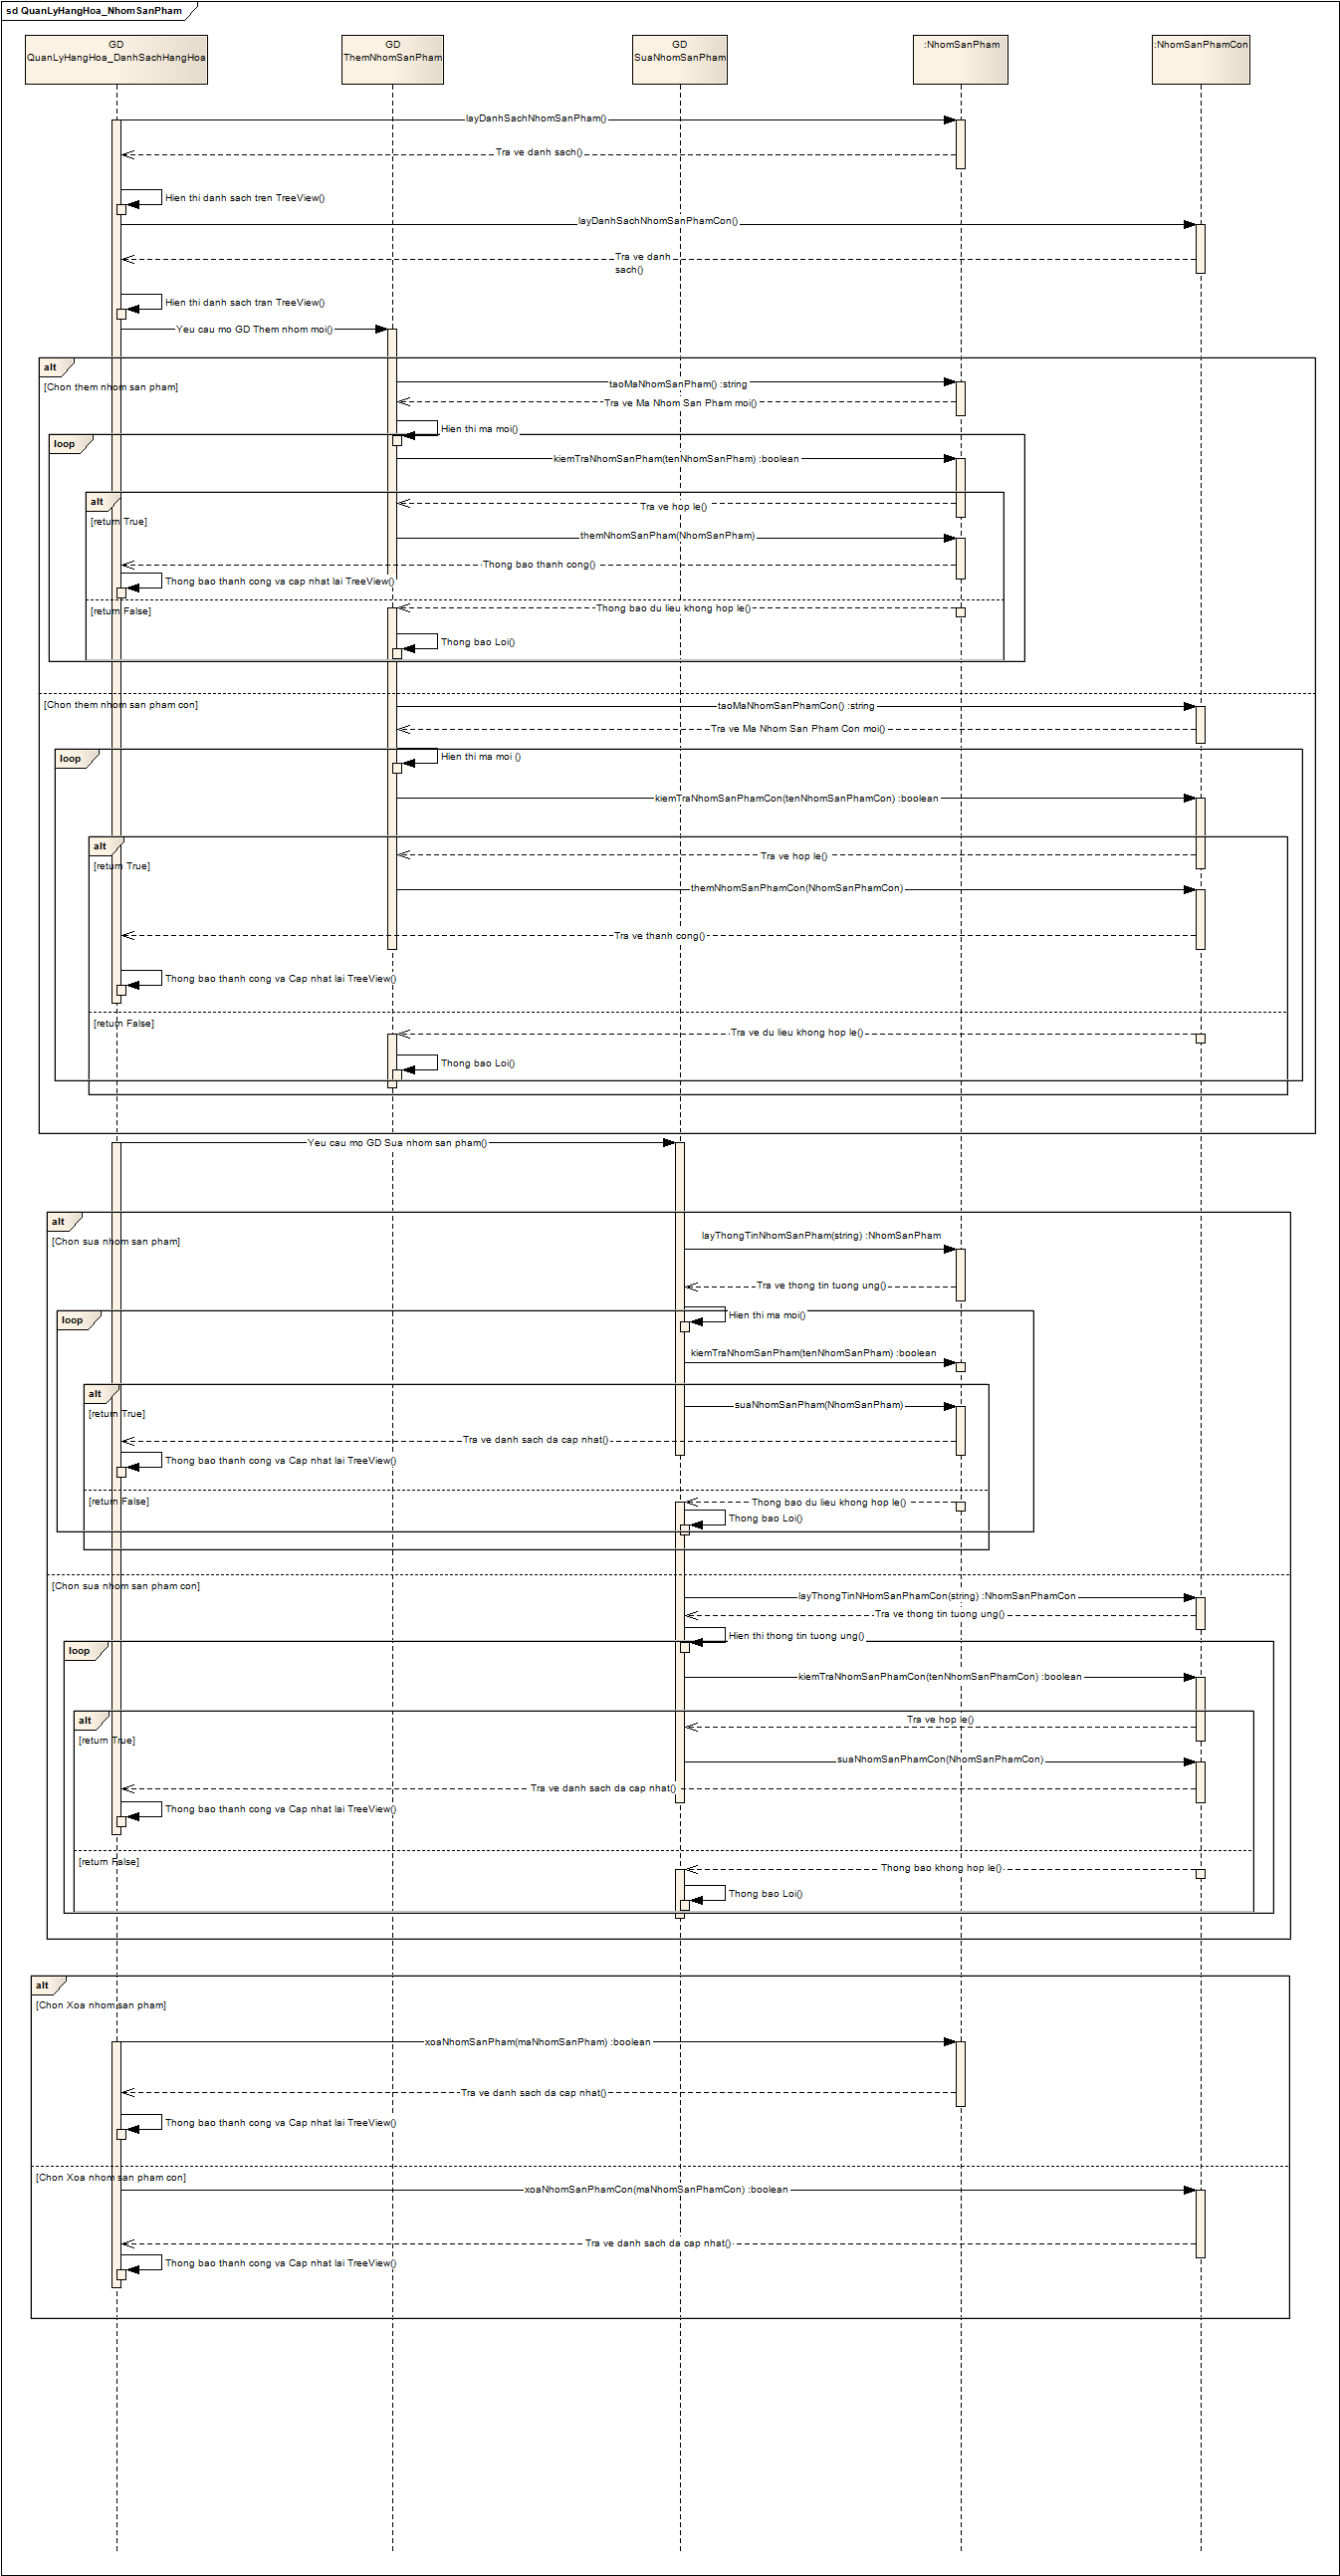 sd QuanLyHangHoa_NhomSanPham
GD
QuanLyHangHoa_DanhSachHangHoa
GD
ThemNhomSanPham
GD
SuaNhomSanPham
:NhomSanPham
:NhomSanPhamCon
layDanhSachNhomSanPham()
Tra ve danh sach()
Hien thi danh sach tren TreeView()
layDanhSachNhomSanPhamCon()
Tra ve danh
sach()
Hien thi danh sach tran TreeView()
Yeu cau mo GD Them nhom moi()
alt
[Chon them nhom san pham]
taoMaNhomSanPham() :string
Tra ve Ma Nhom San Pham moi()
Hien thi ma moi()
loop
kiemTraNhomSanPham(tenNhomSanPham) :boolean
alt
[return True]
Tra ve hop le()
themNhomSanPham(NhomSanPham)
Thong bao thanh cong()
Thong bao thanh cong va cap nhat lai TreeView()
[return False]
Thong bao du lieu khong hop le()
Thong bao Loi()
[Chon them nhom san pham con]
taoMaNhomSanPhamCon() :string
Tra ve Ma Nhom San Pham Con moi()
loop
Hien thi ma moi ()
kiemTraNhomSanPhamCon(tenNhomSanPhamCon) :boolean
alt
[return True]
Tra ve hop le()
themNhomSanPhamCon(NhomSanPhamCon)
Tra ve thanh cong()
Thong bao thanh cong va Cap nhat lai TreeView()
[return False]
Tra ve du lieu khong hop le()
Thong bao Loi()
Yeu cau mo GD Sua nhom san pham()
alt
[Chon sua nhom san pham]
layThongTinNhomSanPham(string) :NhomSanPham
Tra ve thong tin tuong ung()
loop
Hien thi ma moi()
kiemTraNhomSanPham(tenNhomSanPham) :boolean
alt
[return True]
suaNhomSanPham(NhomSanPham)
Tra ve danh sach da cap nhat()
Thong bao thanh cong va Cap nhat lai TreeView()
[return False]
Thong bao du lieu khong hop le()
Thong bao Loi()
[Chon sua nhom san pham con]
layThongTinNHomSanPhamCon(string) :NhomSanPhamCon
Tra ve thong tin tuong ung()
Hien thi thong tin tuong ung()
loop
kiemTraNhomSanPhamCon(tenNhomSanPhamCon) :boolean
alt
[return True]
Tra ve hop le()
suaNhomSanPhamCon(NhomSanPhamCon)
Tra ve danh sach da cap nhat()
Thong bao thanh cong va Cap nhat lai TreeView()
[return False]
Thong bao khong hop le()
Thong bao Loi()
alt
[Chon Xoa nhom san pham]
xoaNhomSanPham(maNhomSanPham) :boolean
Tra ve danh sach da cap nhat()
Thong bao thanh cong va Cap nhat lai TreeView()
[Chon Xoa nhom san pham con]
xoaNhomSanPhamCon(maNhomSanPhamCon) :boolean
Tra ve danh sach da cap nhat()
Thong bao thanh cong va Cap nhat lai TreeView()